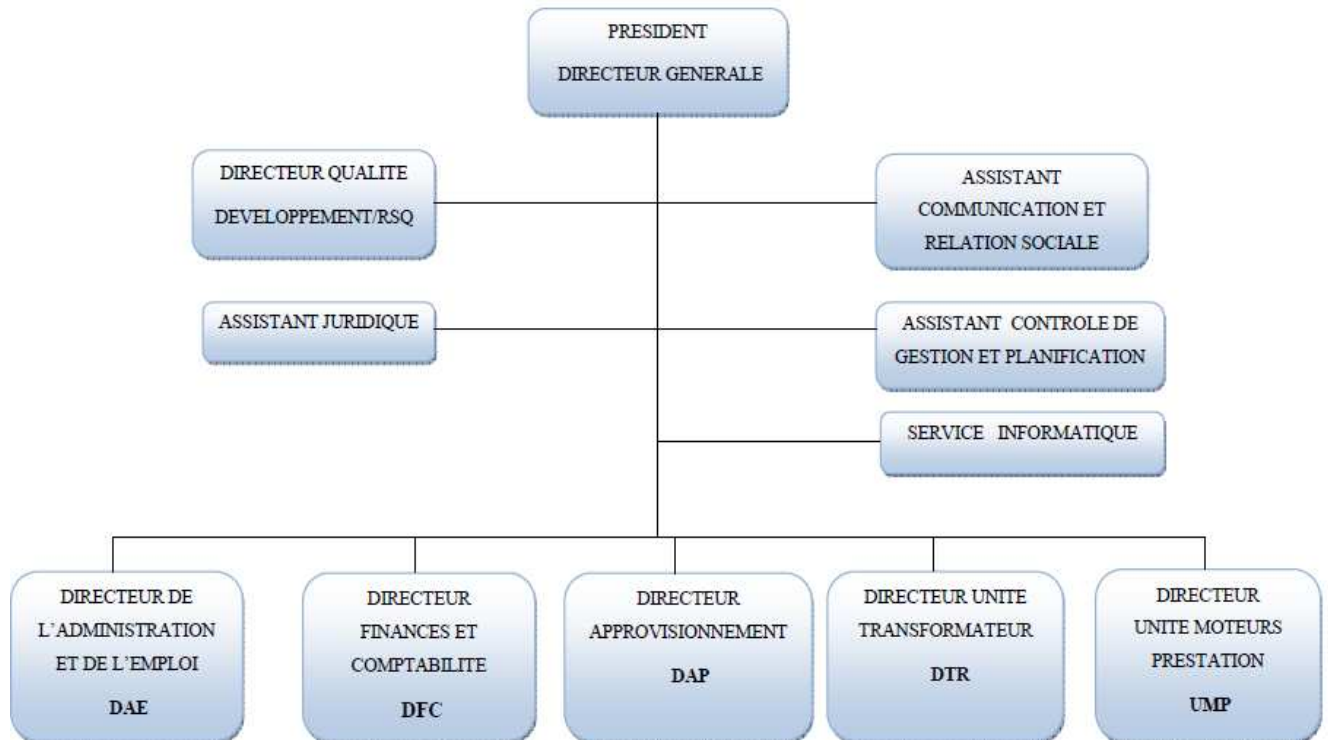 PRESIDENT
DIRECTEUR GENERALE
DIRECTEUR QUALITE
DEVELOPPEMENT/RSQ
ASSISTANT
COMMUNICATION ET
RELATION SOCIALE
ASSISTANT JURIDIQUE
ASSISTANT CONTROLE DE
GESTION ET PLANIFICATION
SERVICE INFORMATIQUE
DIRECTEUR DE
L’ADMINISTRATION
ET DE L’EMPLOI
DAE
DIRECTEUR
FINANCES ET
COMPTABILITE
DFC
DIRECTEUR
APPROVISIONNEMENT
DAP
DIRECTEUR UNITE
TRANSFORMATEUR
DTR
DIRECTEUR
UNITE MOTEURS
PRESTATION
UMP